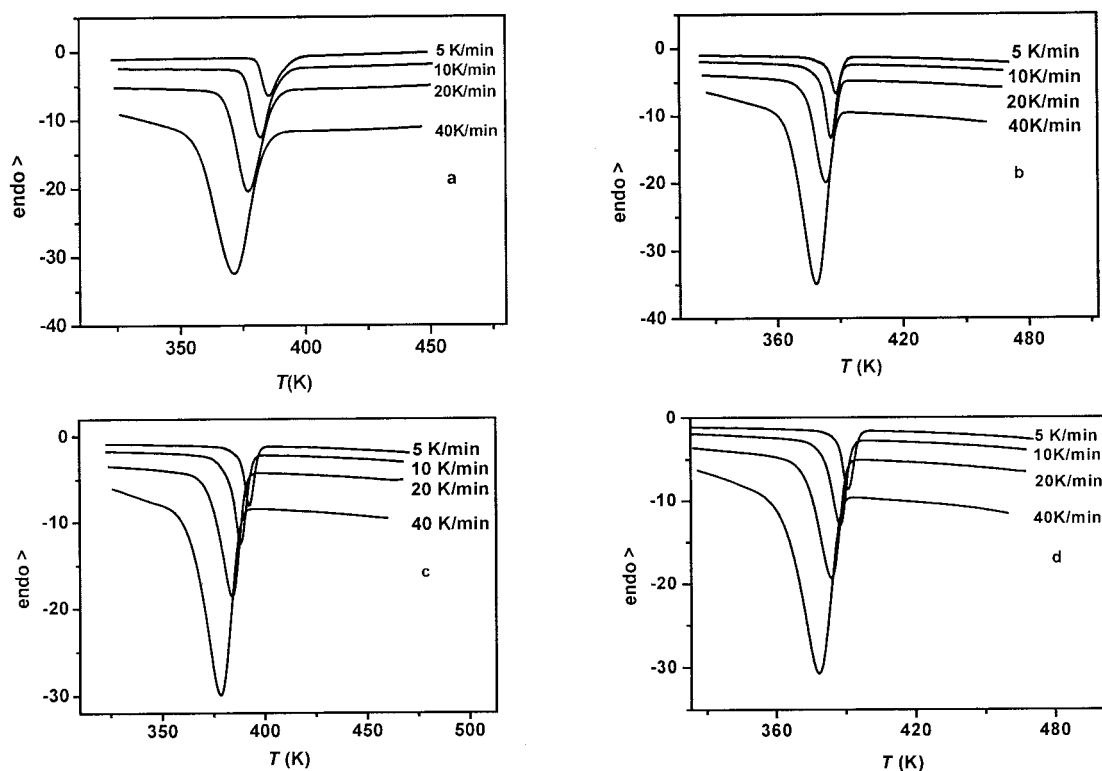 0
-10
-20
-30
-40
endo >
5 K/min
10K/min
20K/min
40K/min
a
350
400
450
T(K)
0
-10
-20
-30
-40
endo >
5 K/min
10K/min
20K/min
40K/min
b
360
420
480
T (K)
0
-10
-20
-30
endo >
5 K/min
10 K/min
20 K/min
40 K/min
c
350
400
450
500
T (K)
0
-10
-20
-30
endo >
5 K/min
10K/min
20K/min
40K/min
d
360
420
480
T (K)